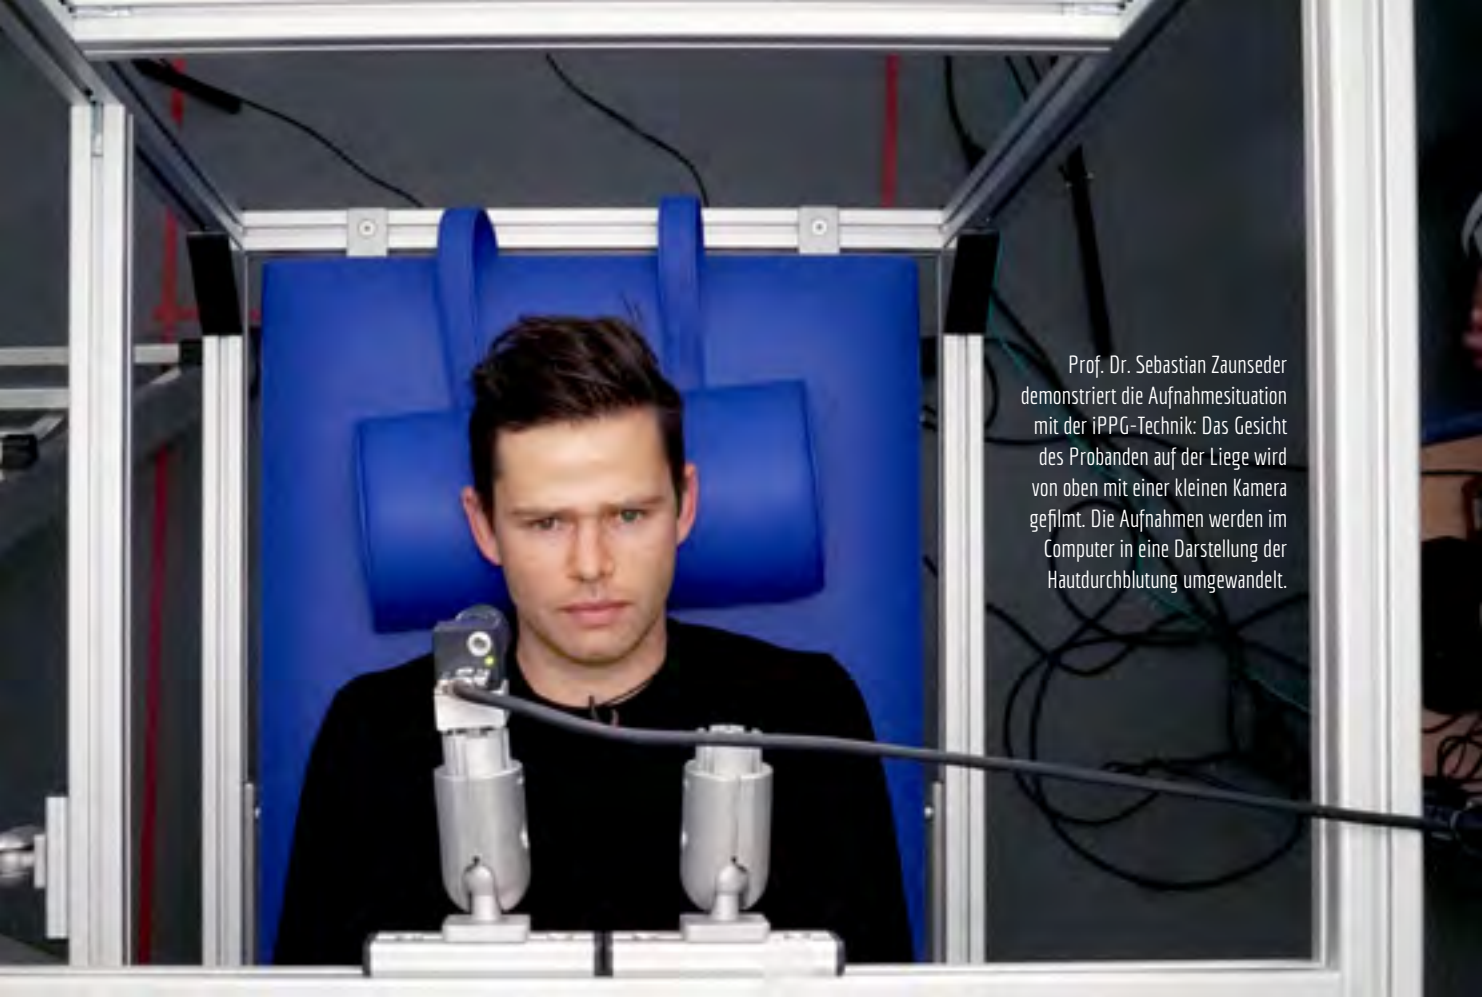 Prof. Dr. Sebastian Zaunseder
demonstriert die Aufnahmesituation
mit der iPPG-Technik: Das Gesicht
des Probanden auf der Liege wird
von oben mit einer kleinen Kamera
gefilmt. Die Aufnahmen werden im
Computer in eine Darstellung der
Hautdurchblutung umgewandelt.